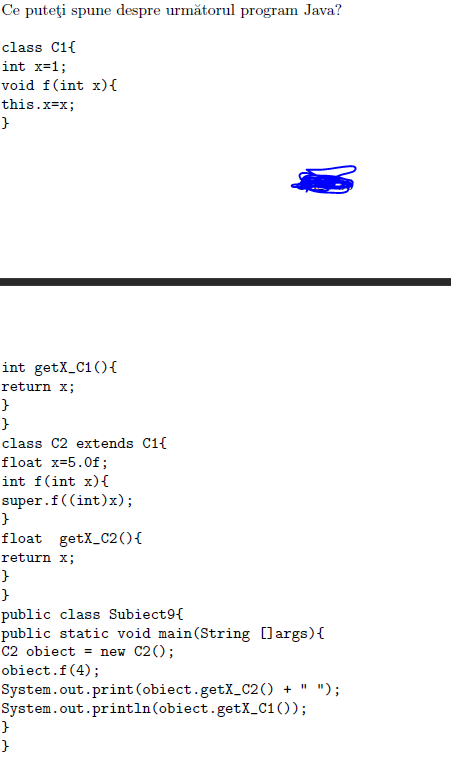 Ce puteţi spune despre următorul program Java?
class C1{
int x=1;
void f(int x){
this.x=x;
}
int getX_C1(){
return x;
}
}
class C2 extends C1{
float x=5.0f;
int f(int x){
super.f((int)x);
}
float  getX_C2(){
return x;
}
}
public class Subiect9{
public static void main(String []args){
C2 obiect = new C2();
obiect.f(4);
System.out.print(obiect.getX_C2() + " ");
System.out.println(obiect.getX_C1());
}
}